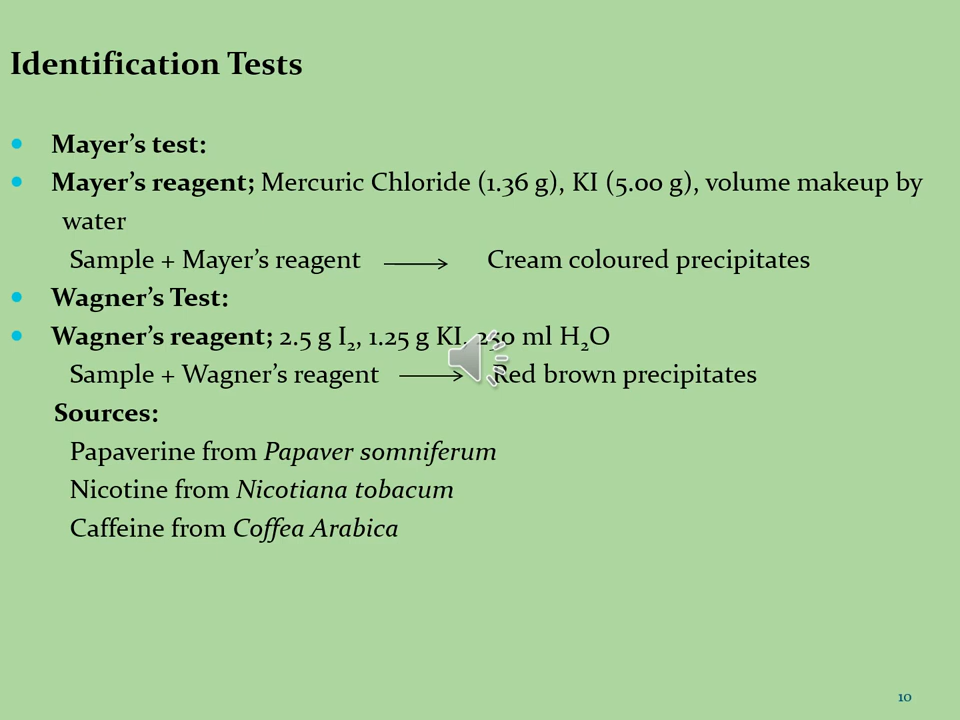 Identification Tests
• Mayer’s test:
• Mayer’s reagent; Mercuric Chloride (1.36 g), KI (5.00 g), volume makeup by
water
Sample + Mayer’s reagent → Cream coloured precipitates
• Wagner’s Test:
• Wagner’s reagent; 2.5 g I₂, 1.25 g KI, 250 ml H₂O
Sample + Wagner’s reagent → Red brown precipitates
Sources:
Papaverine from Papaver somniferum
Nicotine from Nicotiana tobacum
Caffeine from Coffea Arabica
10